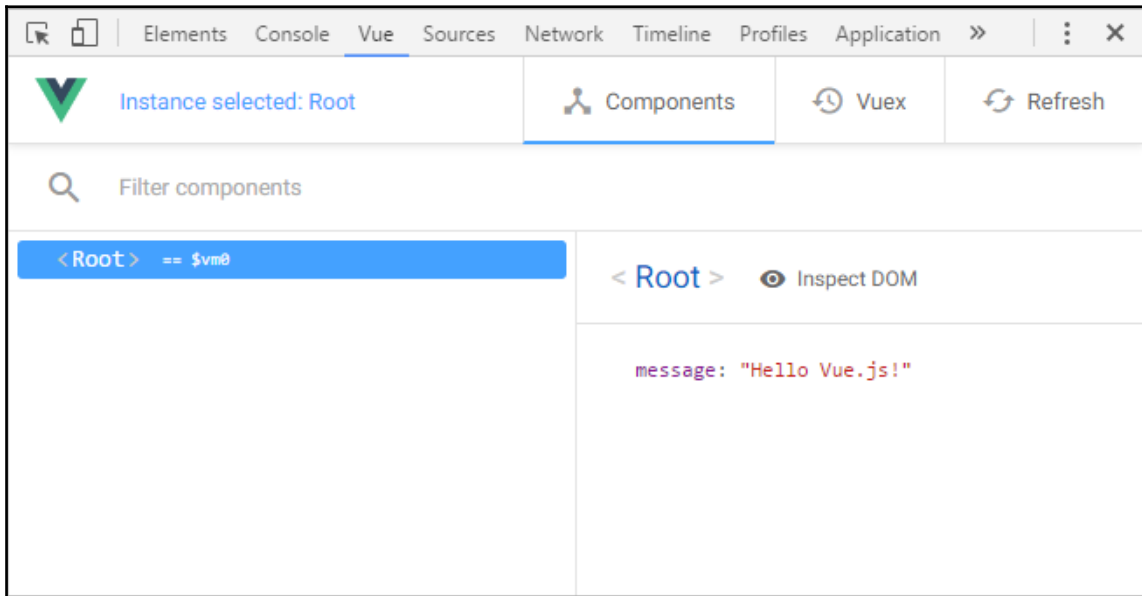 Elements Console Vue Sources Network Timeline Profiles Application »
Instance selected: Root Components Vuex Refresh
Filter components
<Root> == $vm0
< Root > Inspect DOM
message: "Hello Vue.js!"